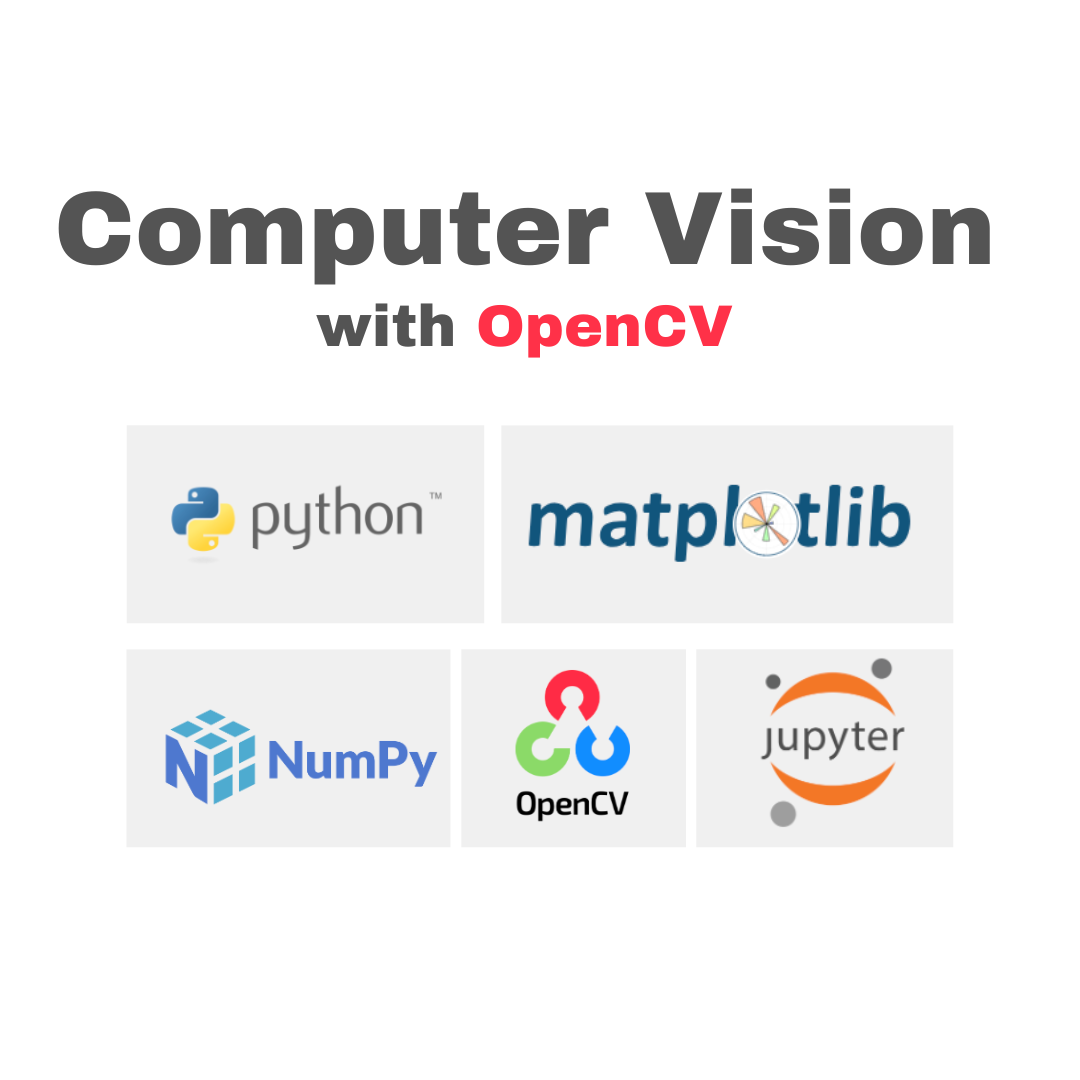 Computer Vision
with OpenCV
python™
matplotlib
NumPy
OpenCV
jupyter